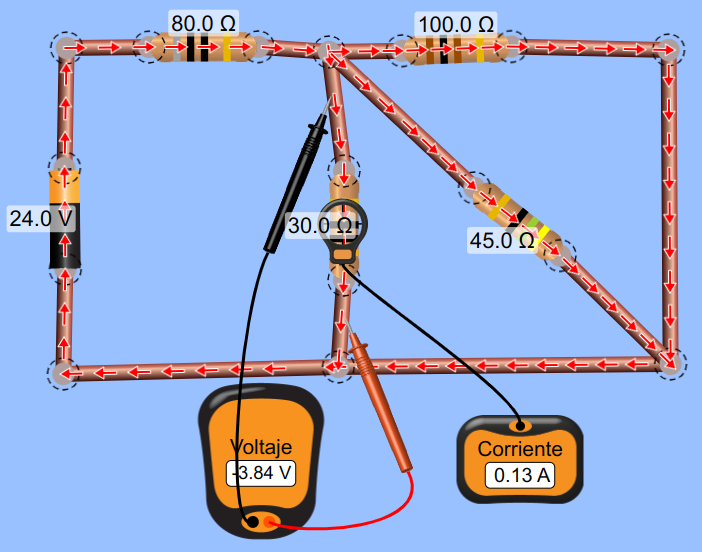 80.0 Ω
100.0 Ω
24.0 V
30.0 Ω
45.0 Ω
Voltaje
-3.84 V
Corriente
0.13 A